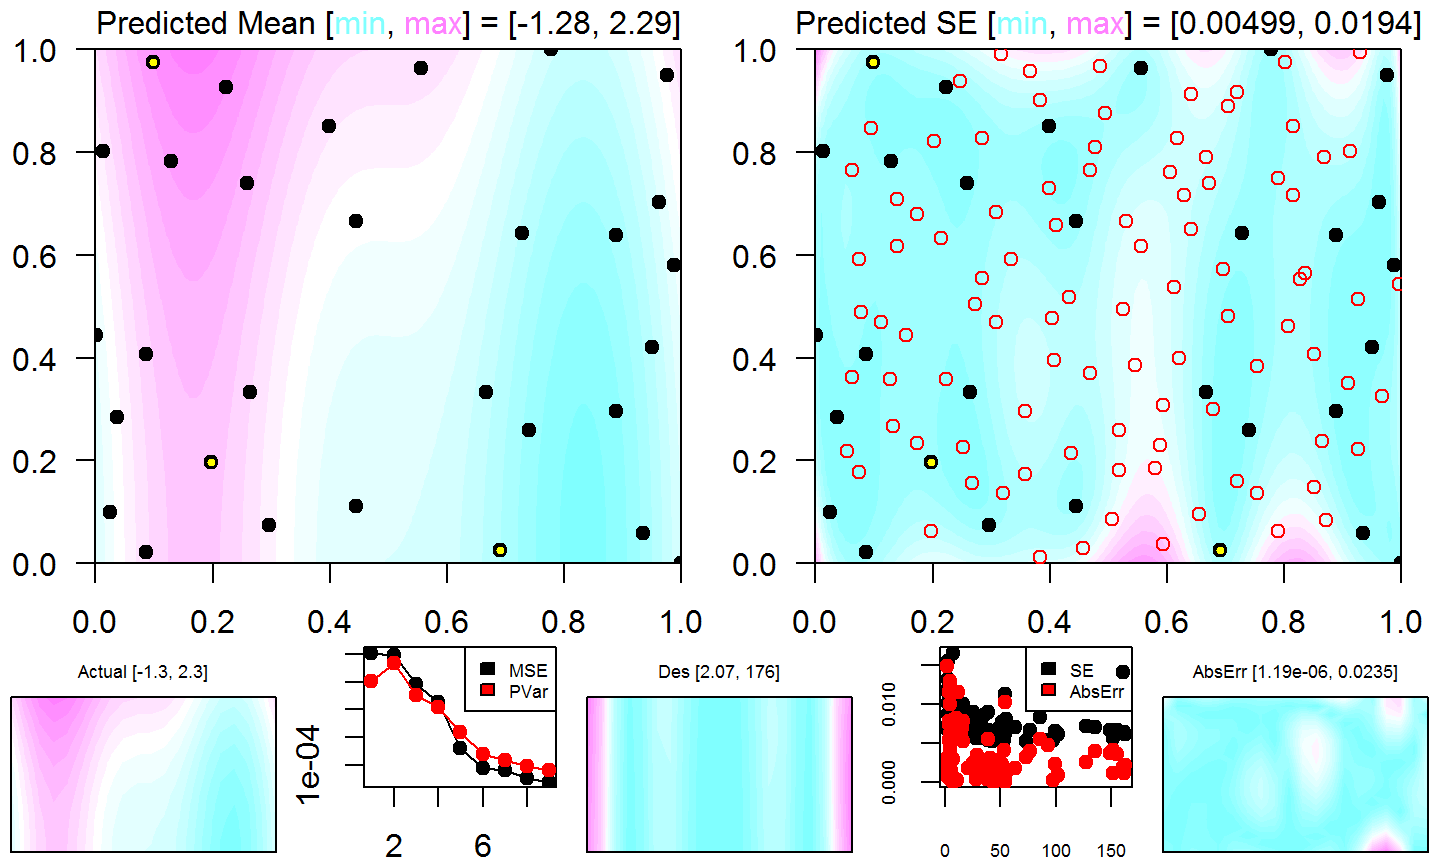 Predicted Mean [min, max] = [-1.28, 2.29]
Predicted SE [min, max] = [0.00499, 0.0194]
1.0
0.8
0.6
0.4
0.2
0.0
0.0 0.2 0.4 0.6 0.8 1.0
1.0
0.8
0.6
0.4
0.2
0.0
0.0 0.2 0.4 0.6 0.8 1.0
Actual [-1.3, 2.3]
MSE
PVar
1e-04
2 6
Des [2.07, 176]
SE
AbsErr
0.010
0.000
0 50 100 150
AbsErr [1.19e-06, 0.0235]